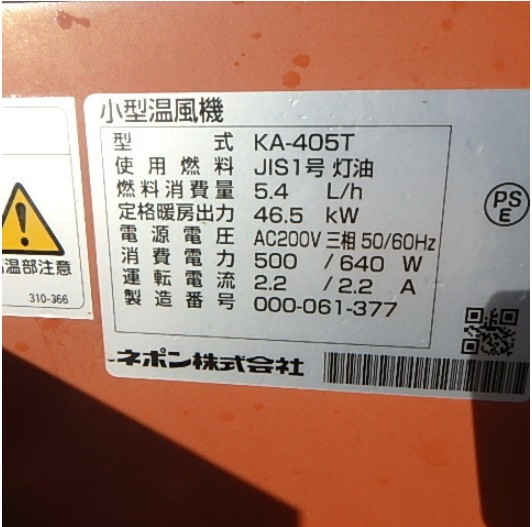 小型温風機
型式 KA-405T
使用燃料 JIS1号 灯油
燃料消費量 5.4 L/h
定格暖房出力 46.5 kW
電源電圧 AC200V 三相 50/60Hz
消費電力 500 / 640 W
運転電流 2.2 / 2.2 A
製造番号 000-061-377
ネポン株式会社
PS
E
温部注意
310-366